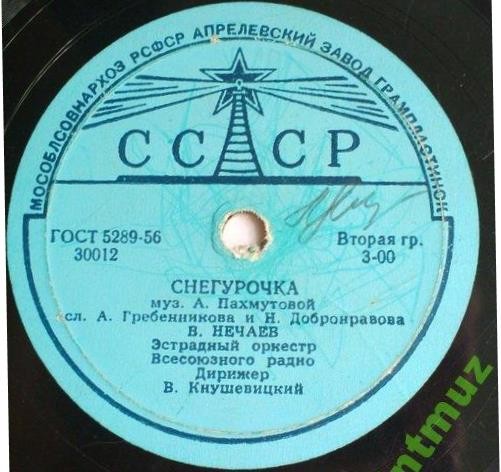 МОСОБЛСОВНАРХОЗ РСФСР АПРЕЛЕВСКИЙ ЗАВОД ГРАМПЛАСТИНОК
СССР
ГОСТ 5289-56
30012
Вторая гр.
3-00
СНЕГУРОЧКА
муз. А. Пахмутовой
сл. А. Гребенникова и Н. Добронравова
В. НЕЧАЕВ
Эстрадный оркестр
Всесоюзного радио
Дирижер
В. Кнушевицкий
ntmuz